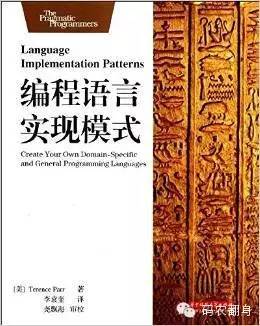 The
Pragmatic
Programmers
Language
Implementation Patterns
编程语言
实现模式
Create Your Own Domain-Specific
and General Programming Languages
[美] Terence Parr 著
李袁奎 译
尧飘海 审校
码农翻身